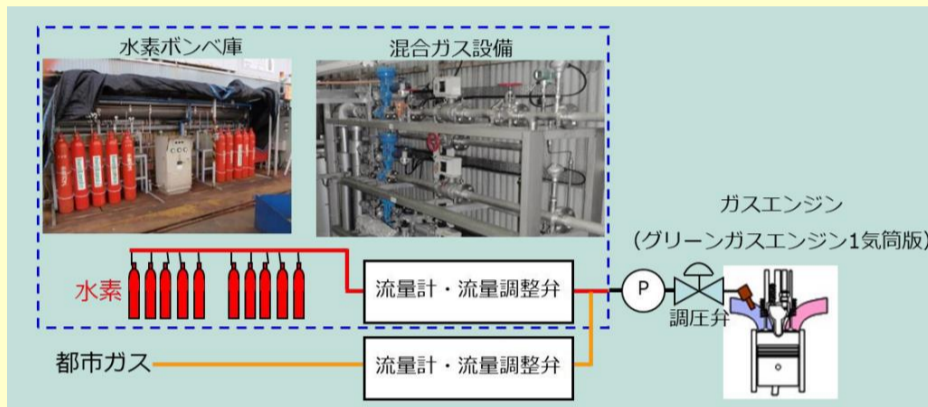 水素ボンベ庫
混合ガス設備
ガスエンジン
(グリーンガスエンジン1気筒版)
水素
流量計・流量調整弁
P
調圧弁
都市ガス
流量計・流量調整弁